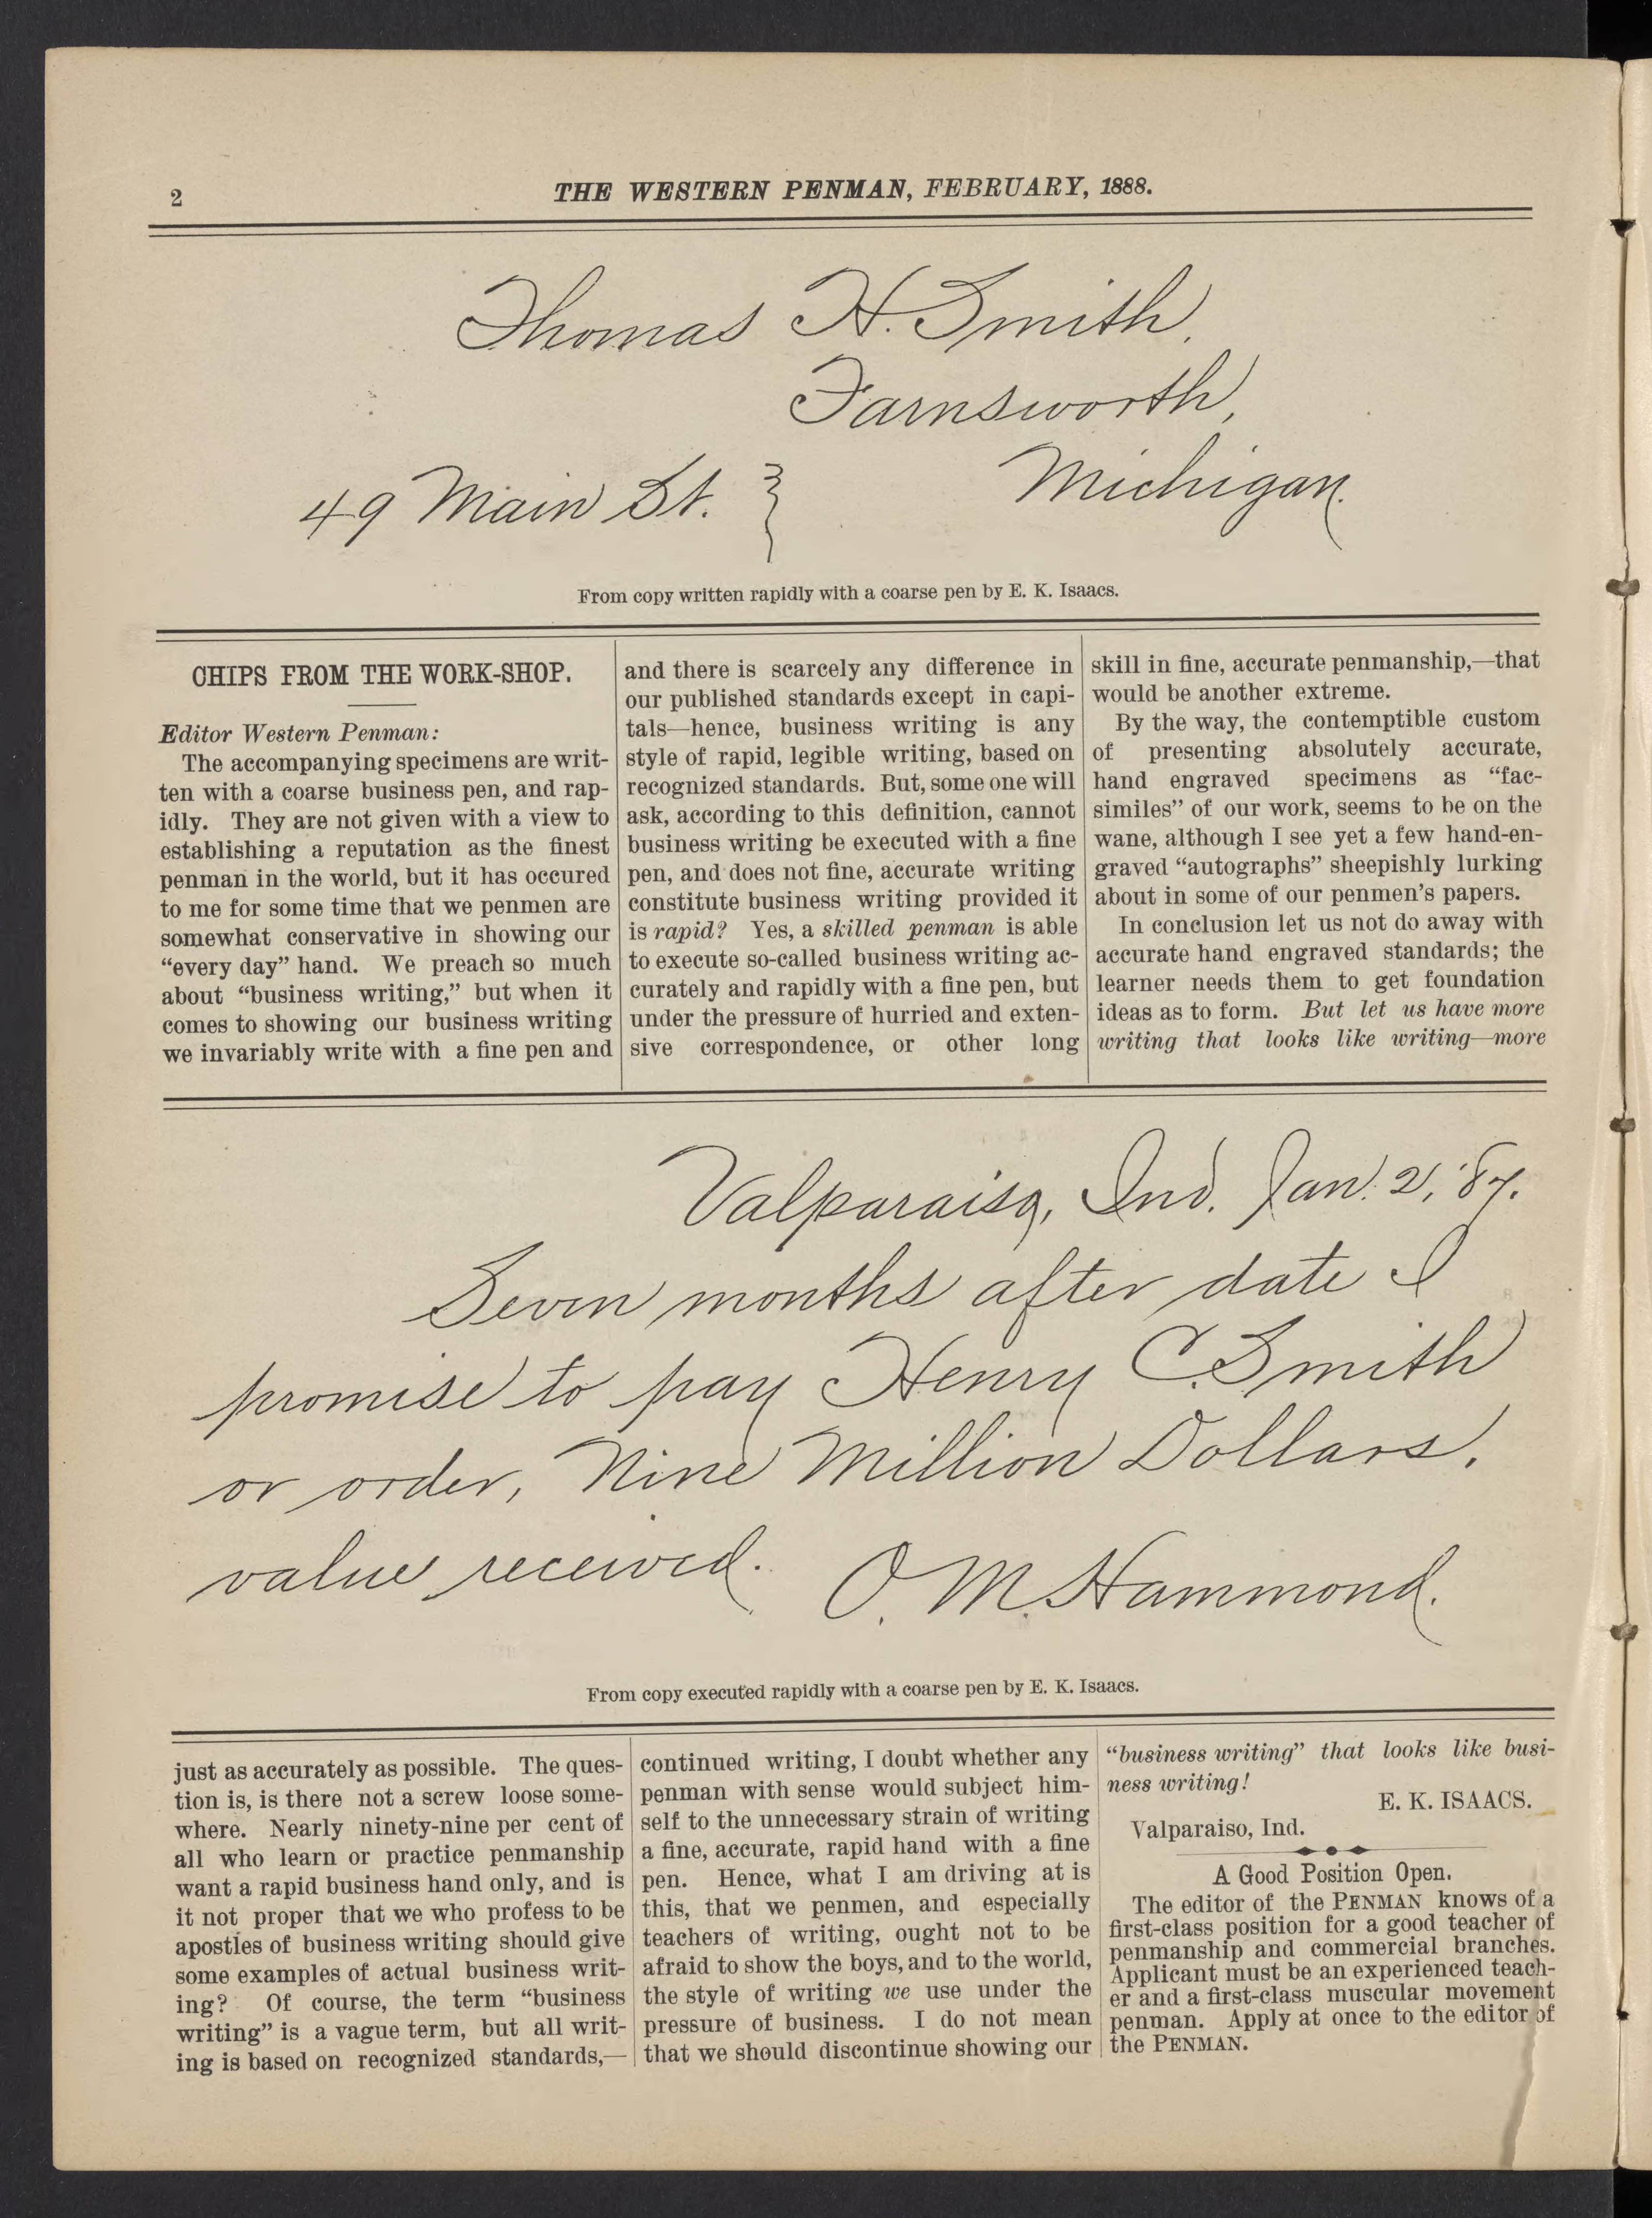 2
THE WESTERN PENMAN, FEBRUARY, 1888.
Thomas H. Smith,
Farnsworth,
Michigan.
49 Main St. }
From copy written rapidly with a coarse pen by E. K. Isaacs.
CHIPS FROM THE WORK-SHOP.
Editor Western Penman:
The accompanying specimens are writ-
ten with a coarse business pen, and rap-
idly. They are not given with a view to
establishing a reputation as the finest
penman in the world, but it has occured
to me for some time that we penmen are
somewhat conservative in showing our
“every day” hand. We preach so much
about “business writing,” but when it
comes to showing our business writing
we invariably write with a fine pen and
just as accurately as possible. The ques-
tion is, is there not a screw loose some-
where. Nearly ninety-nine per cent of
all who learn or practice penmanship
want a rapid business hand only, and is
it not proper that we who profess to be
apostles of business writing should give
some examples of actual business writ-
ing? Of course, the term “business
writing” is a vague term, but all writ-
ing is based on recognized standards,—
and there is scarcely any difference in
our published standards except in capi-
tals—hence, business writing is any
style of rapid, legible writing, based on
recognized standards. But, some one will
ask, according to this definition, cannot
business writing be executed with a fine
pen, and does not fine, accurate writing
constitute business writing provided it
is rapid? Yes, a skilled penman is able
to execute so-called business writing ac-
curately and rapidly with a fine pen, but
under the pressure of hurried and exten-
sive correspondence, or other long
continued writing, I doubt whether any
penman with sense would subject him-
self to the unnecessary strain of writing
a fine, accurate, rapid hand with a fine
pen. Hence, what I am driving at is
this, that we penmen, and especially
teachers of writing, ought not to be
afraid to show the boys, and to the world,
the style of writing we use under the
pressure of business. I do not mean
that we should discontinue showing our
skill in fine, accurate penmanship,—that
would be another extreme.
By the way, the contemptible custom
of presenting absolutely accurate,
hand engraved specimens as “fac-
similes” of our work, seems to be on the
wane, although I see yet a few hand-en-
graved “autographs” sheepishly lurking
about in some of our penmen’s papers.
In conclusion let us not do away with
accurate hand engraved standards; the
learner needs them to get foundation
ideas as to form. But let us have more
writing that looks like writing—more
“business writing” that looks like busi-
ness writing!
E. K. ISAACS.
Valparaiso, Ind.
Valparaiso, Ind. Jan. 2, '87.
Seven months after date I
promise to pay Henry C. Smith
or order, Nine Million Dollars,
value received. O. M. Hammond.
From copy executed rapidly with a coarse pen by E. K. Isaacs.
A Good Position Open.
The editor of the PENMAN knows of a
first-class position for a good teacher of
penmanship and commercial branches.
Applicant must be an experienced teach-
er and a first-class muscular movement
penman. Apply at once to the editor of
the PENMAN.